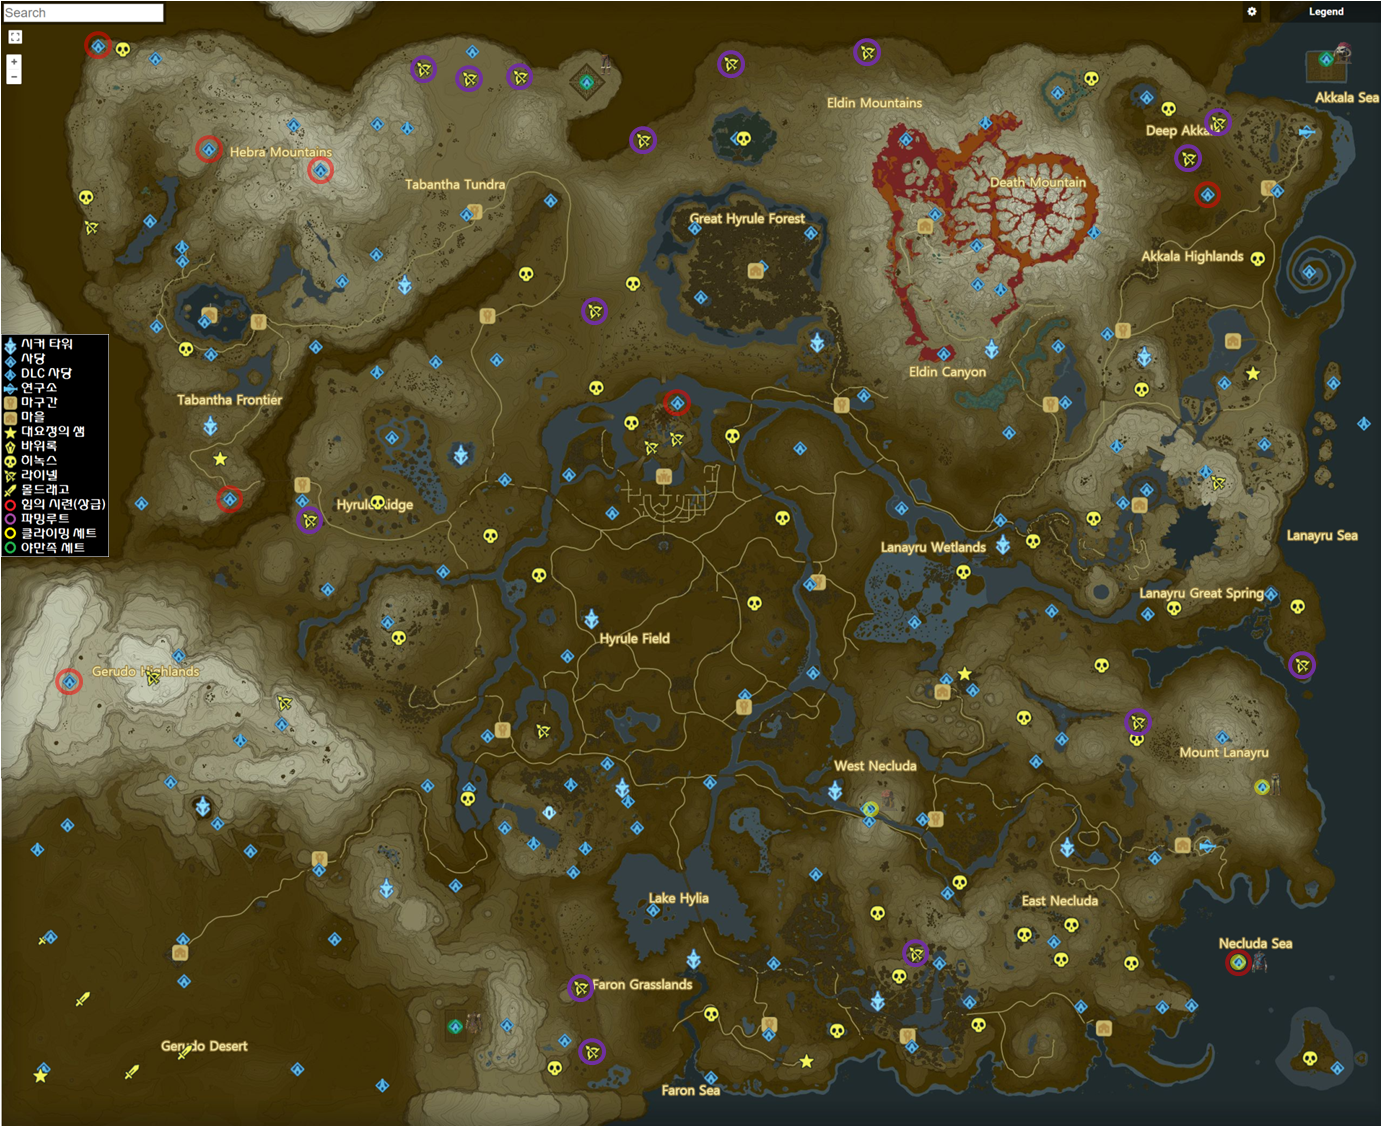 Search
Legend
+
−
Akkala Sea
Eldin Mountains
Deep Akkala
Hebra Mountains
Tabantha Tundra
Death Mountain
Great Hyrule Forest
Akkala Highlands
시커 타워
사당
DLC 사당
연구소
마구간
마을
대요정의 샘
바위록
이녹스
라이넬
몰드래고
힘의 시련(상급)
파밍루트
클라이밍 세트
야만족 세트
Eldin Canyon
Tabantha Frontier
Hyrule Ridge
Lanayru Sea
Lanayru Wetlands
Lanayru Great Spring
Hyrule Field
Gerudo Highlands
Mount Lanayru
West Necluda
Lake Hylia
East Necluda
Necluda Sea
Faron Grasslands
Gerudo Desert
Faron Sea